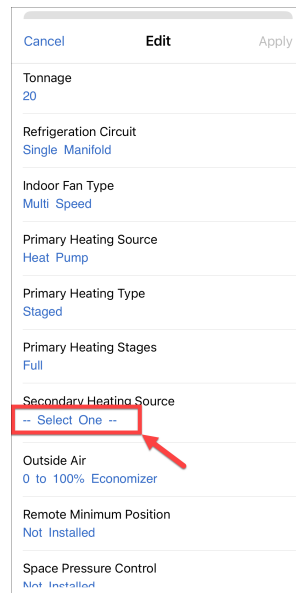 Cancel Edit Apply
Tonnage
20
Refrigeration Circuit
Single Manifold
Indoor Fan Type
Multi Speed
Primary Heating Source
Heat Pump
Primary Heating Type
Staged
Primary Heating Stages
Full
Secondary Heating Source
-- Select One --
Outside Air
0 to 100% Economizer
Remote Minimum Position
Not Installed
Space Pressure Control
Not Installed